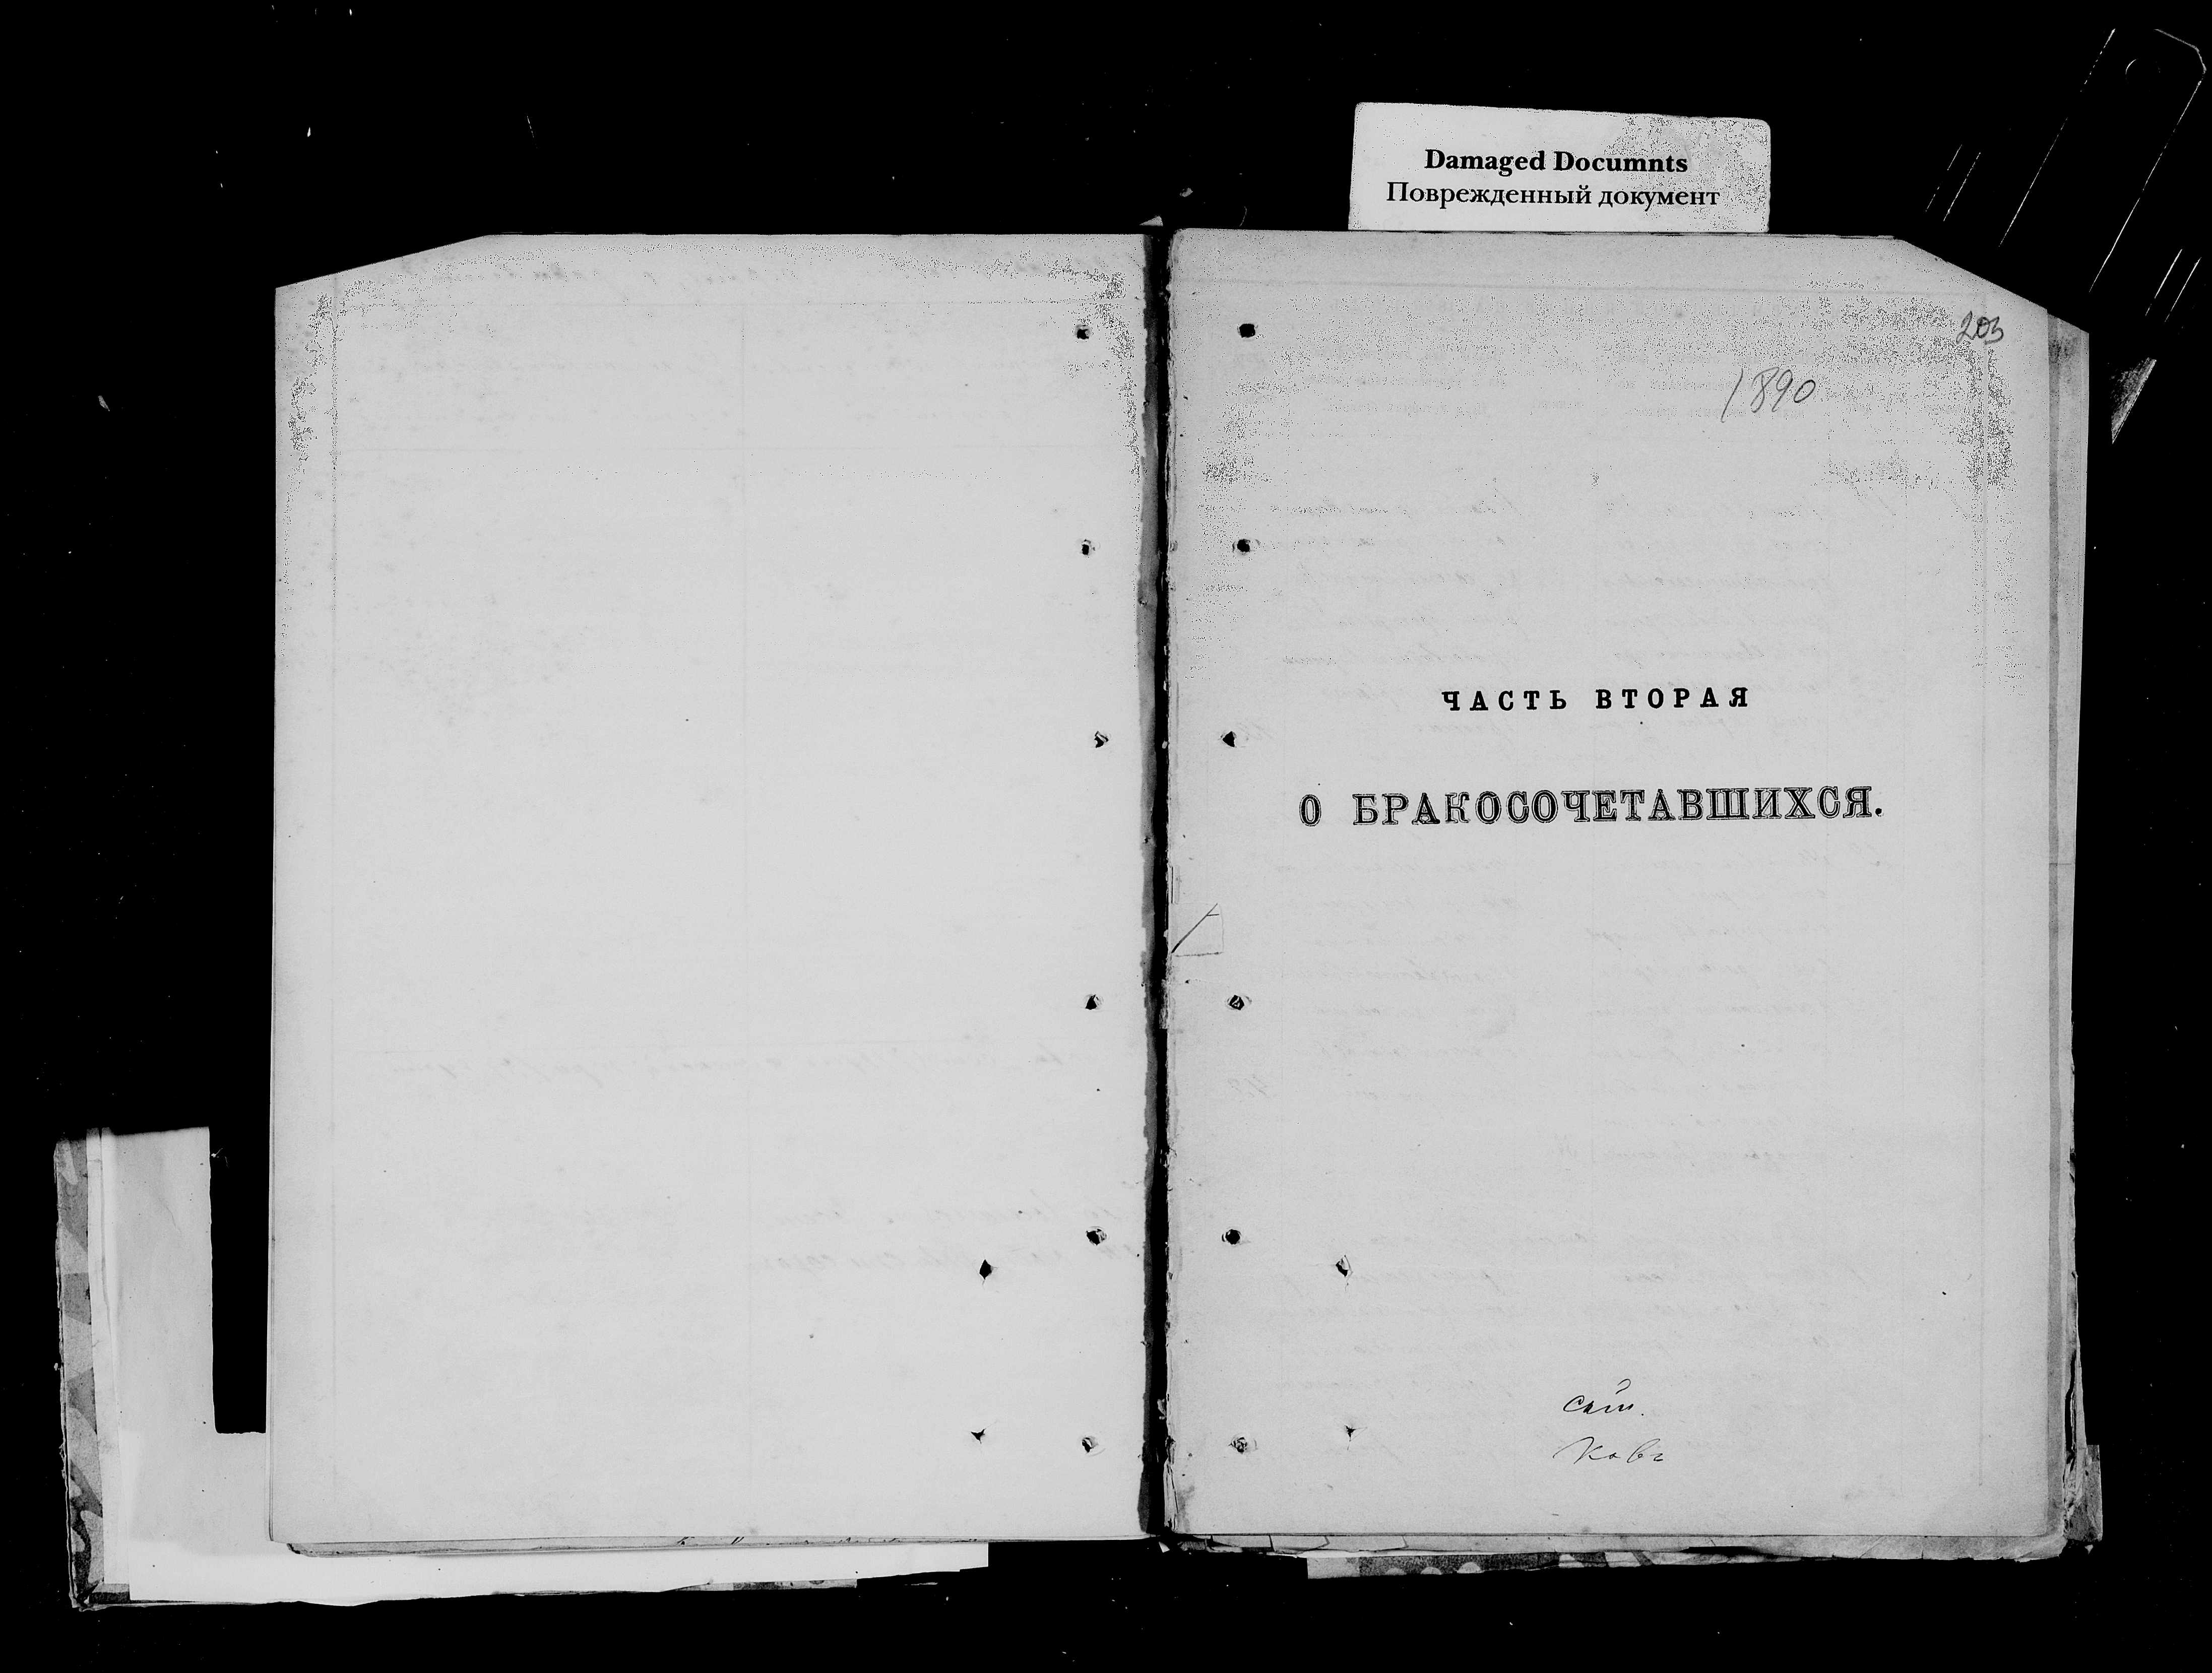 Damaged Documnts
Поврежденный документ
203
1890
ЧАСТЬ ВТОРАЯ
О БРАКОСОЧЕТАВШИХСЯ.